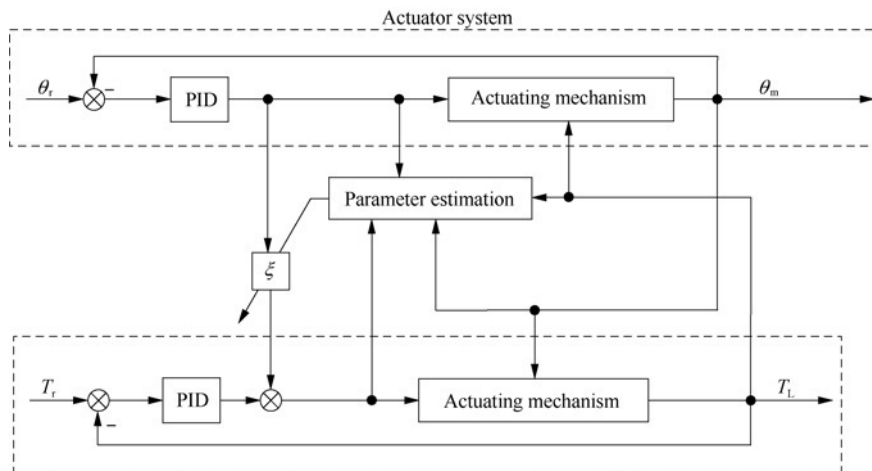 Actuator system
θr
−
PID
Actuating mechanism
θm
Parameter estimation
ξ
Tr
−
PID
Actuating mechanism
TL